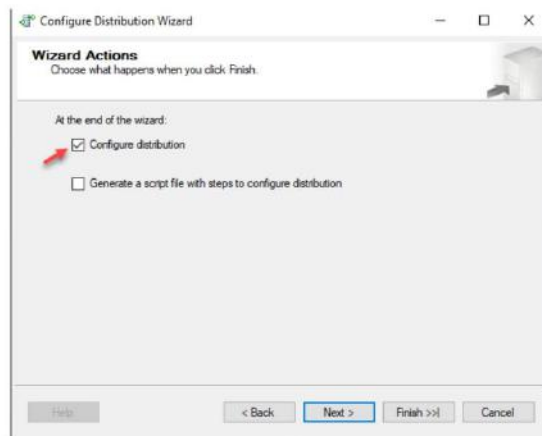 Configure Distribution Wizard
Wizard Actions
Choose what happens when you click Finish.
At the end of the wizard:
Configure distribution
Generate a script file with steps to configure distribution
Help
< Back
Next >
Finish >>|
Cancel